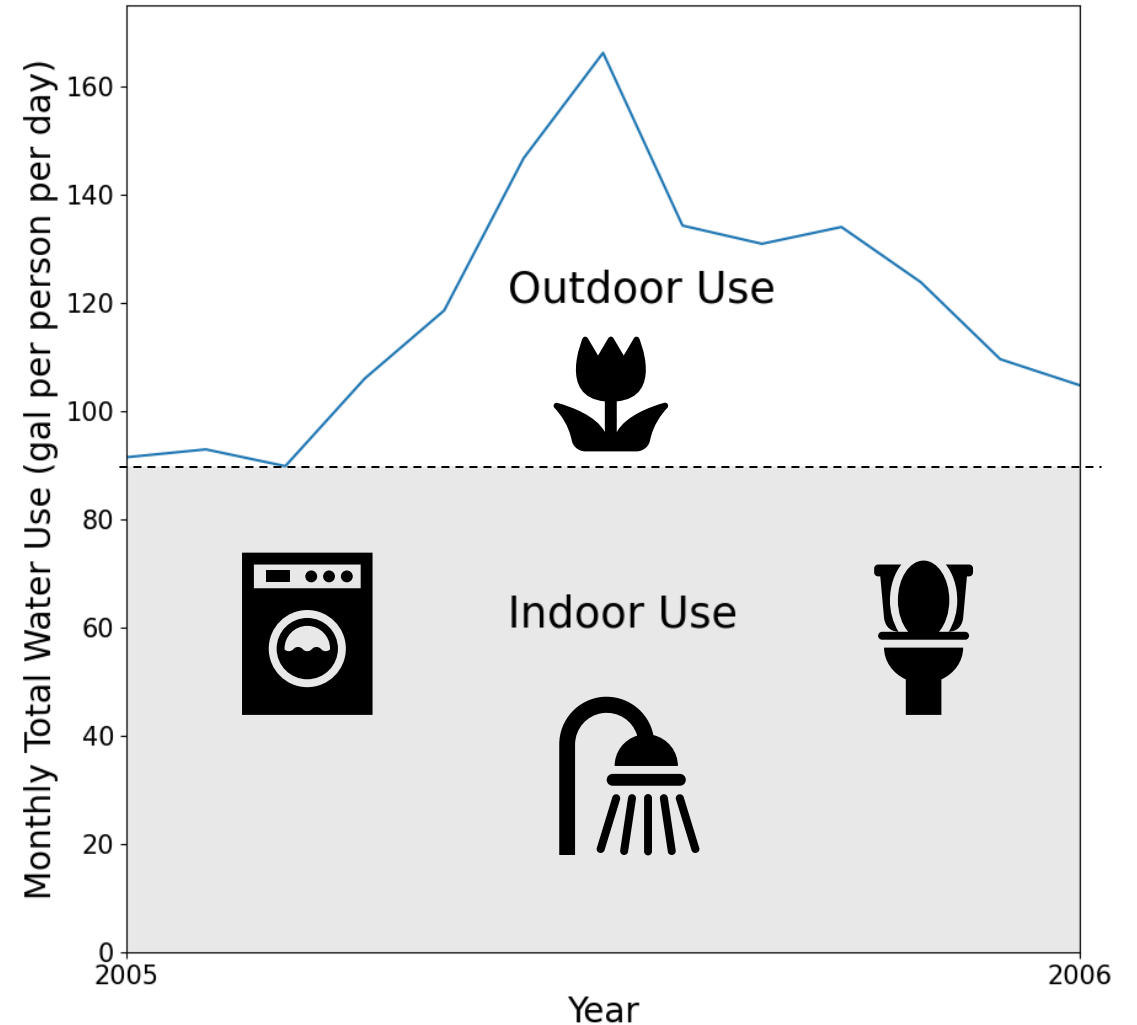 Monthly Total Water Use (gal per person per day)
160
140
120
100
80
60
40
20
0
Outdoor Use
Indoor Use
2005
2006
Year